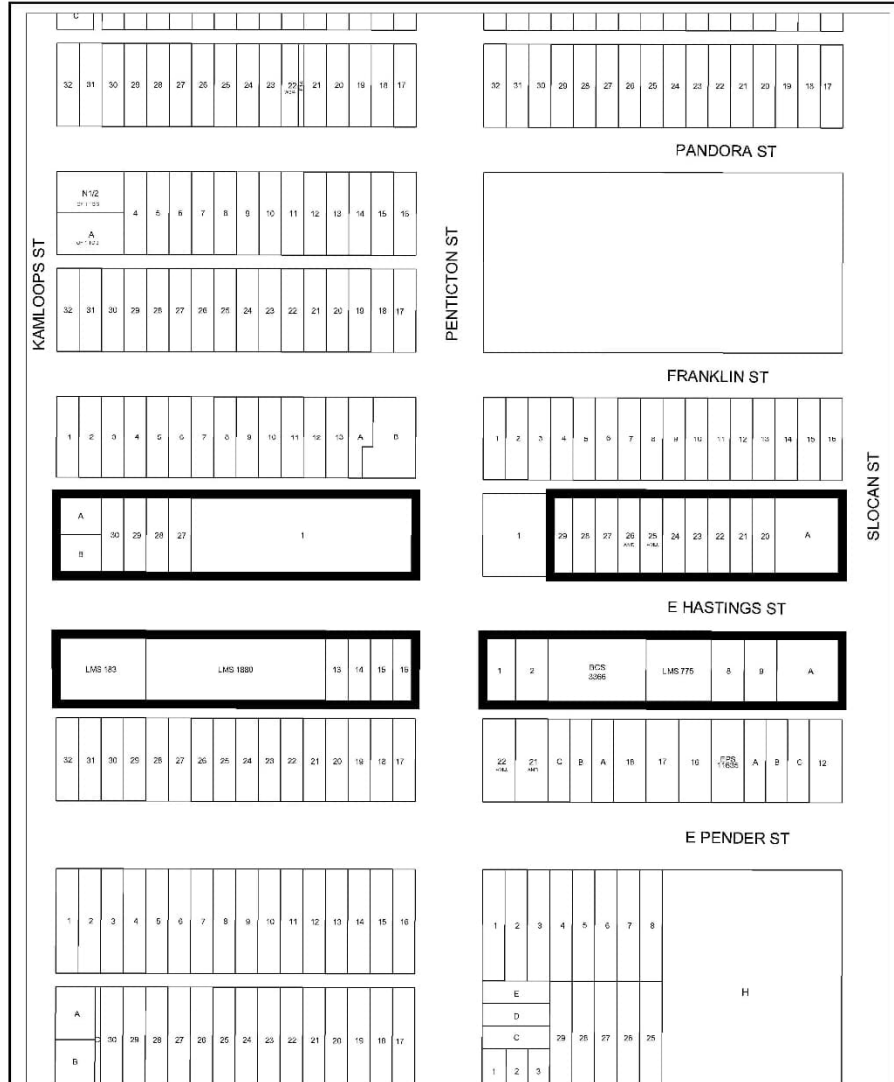 C
32 31 30 29 28 27 26 25 24 23 22 21 20 19 18 17
32 31 30 29 28 27 26 25 24 23 22 21 20 19 18 17
PANDORA ST
N1/2
A
4 5 6 7 8 9 10 11 12 13 14 15 16
KAMLOOPS ST
PENTICTON ST
32 31 30 29 28 27 26 25 24 23 22 21 20 19 18 17
FRANKLIN ST
1 2 3 4 5 6 7 8 9 10 11 12 13 A B
1 2 3 4 5 6 7 8 9 10 11 12 13 14 15 16
SLOCAN ST
A
B
30 29 28 27 1
1 29 28 27 26 25 24 23 22 21 20 A
E HASTINGS ST
LMS 183 LMS 1880 13 14 15 16
1 2 BCS 3366 LMS 775 8 9 A
32 31 30 29 28 27 26 25 24 23 22 21 20 19 18 17
22 21 C B A 18 17 16 EPS 11635 A B C 12
E PENDER ST
1 2 3 4 5 6 7 8 9 10 11 12 13 14 15 16
1 2 3 4 5 6 7 8
H
E
D
C
A
B
30 29 28 27 26 25 24 23 22 21 20 19 18 17
29 28 27 26 25
1 2 3